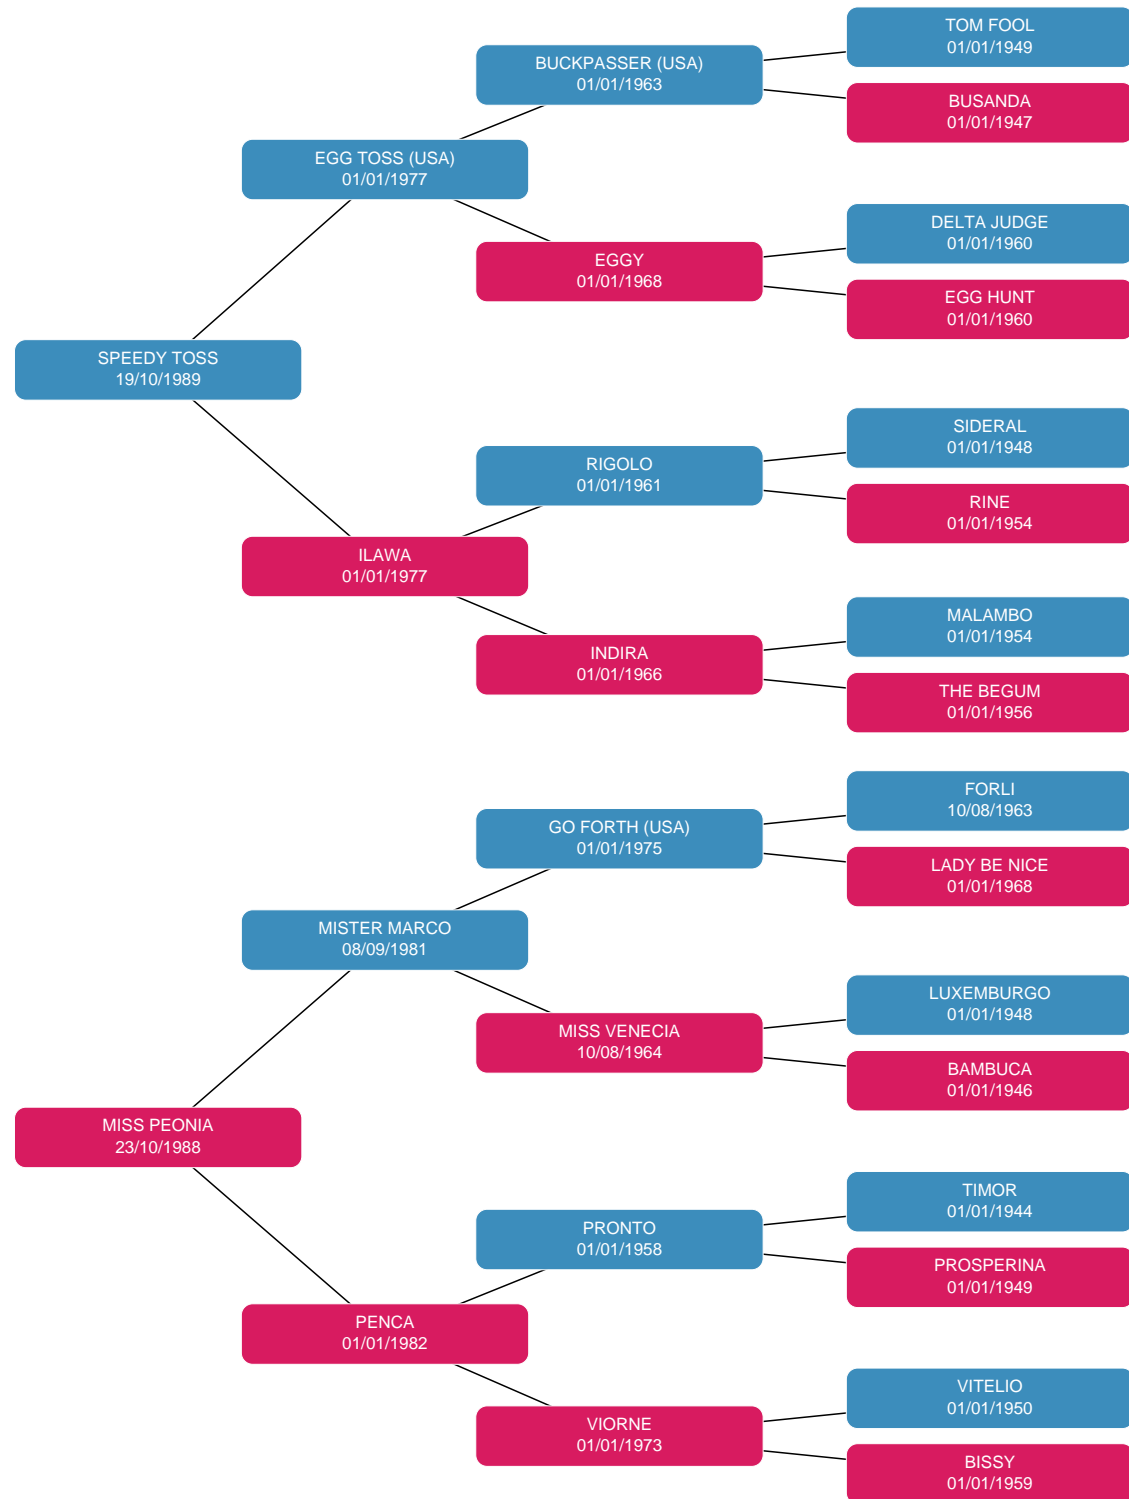 TOM FOOL
01/01/1949
BUCKPASSER (USA)
01/01/1963
BUSANDA
01/01/1947
EGG TOSS (USA)
01/01/1977
DELTA JUDGE
01/01/1960
EGGY
01/01/1968
EGG HUNT
01/01/1960
SPEEDY TOSS
19/10/1989
SIDERAL
01/01/1948
RIGOLO
01/01/1961
RINE
01/01/1954
ILAWA
01/01/1977
MALAMBO
01/01/1954
INDIRA
01/01/1966
THE BEGUM
01/01/1956
FORLI
10/08/1963
GO FORTH (USA)
01/01/1975
LADY BE NICE
01/01/1968
MISTER MARCO
08/09/1981
LUXEMBURGO
01/01/1948
MISS VENECIA
10/08/1964
BAMBUCA
01/01/1946
MISS PEONIA
23/10/1988
TIMOR
01/01/1944
PRONTO
01/01/1958
PROSPERINA
01/01/1949
PENCA
01/01/1982
VITELIO
01/01/1950
VIORNE
01/01/1973
BISSY
01/01/1959